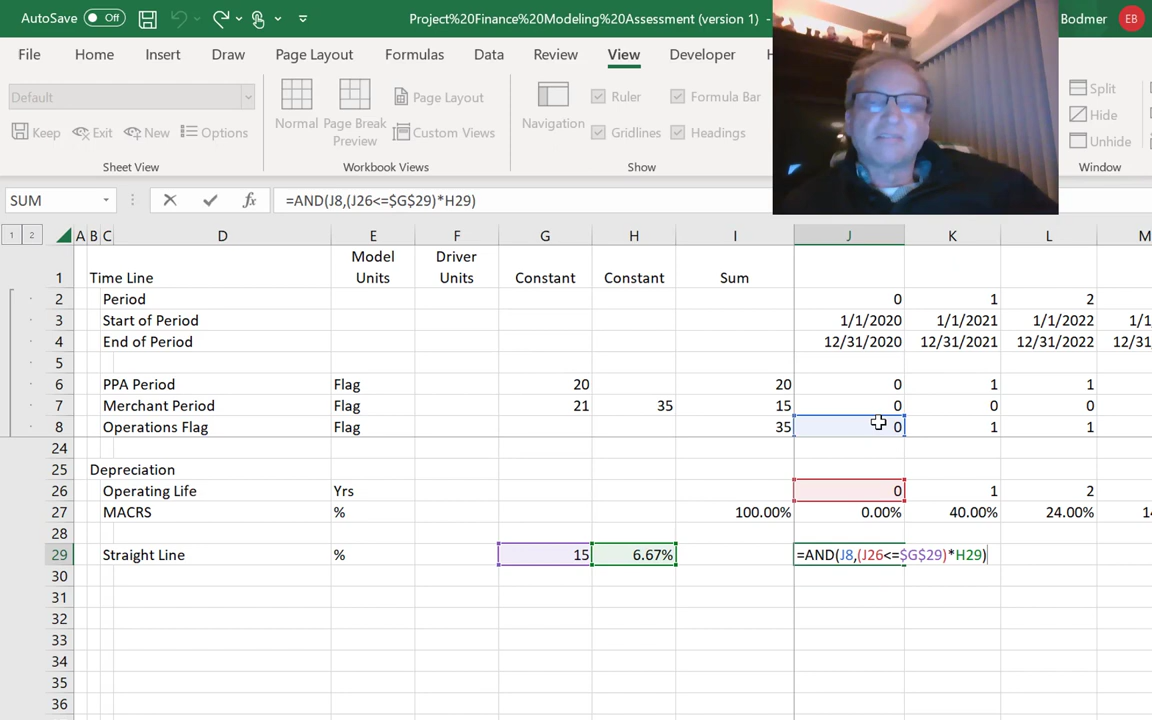 AutoSave Off Project%20Finance%20Modeling%20Assessment (version 1) - Bodmer EB
File Home Insert Draw Page Layout Formulas Data Review View Developer
Default
Keep Exit New Options
Sheet View
Normal Page Break Preview Page Layout Custom Views
Workbook Views
Navigation Ruler Formula Bar
Gridlines Headings
Show
Split
Hide
Unhide
Window
SUM fx =AND(J8,(J26<=$G$29)*H29)
1 2 A B C D E F G H I J K L M
Model Driver
1 Time Line Units Units Constant Constant Sum
2 Period 0 1 2
3 Start of Period 1/1/2020 1/1/2021 1/1/2022 1/1
4 End of Period 12/31/2020 12/31/2021 12/31/2022 12/31
5
6 PPA Period Flag 20 20 0 1 1
7 Merchant Period Flag 21 35 15 0 0 0
8 Operations Flag Flag 35 0 1 1
24
25 Depreciation
26 Operating Life Yrs 0 1 2
27 MACRS % 100.00% 0.00% 40.00% 24.00% 14
28
29 Straight Line % 15 6.67% =AND(J8,(J26<=$G$29)*H29)
30
31
32
33
34
35
36